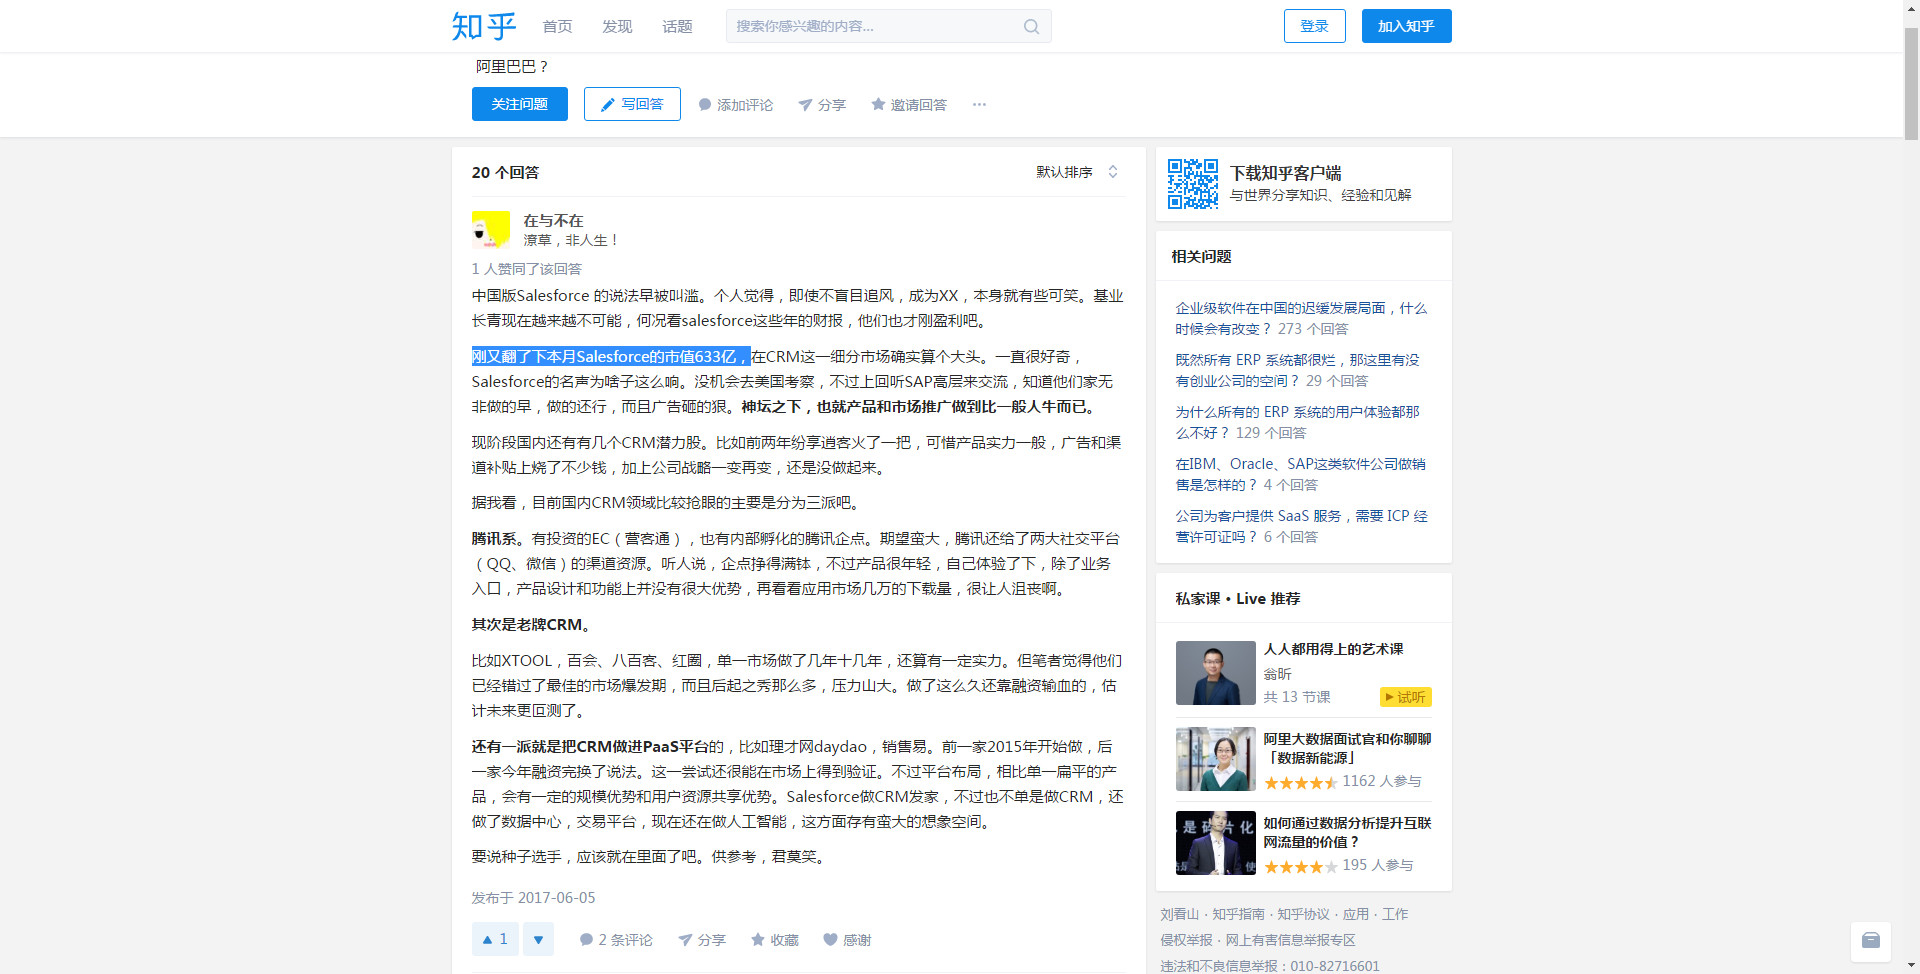 知乎 首页 发现 话题 搜索你感兴趣的内容... 登录 加入知乎
阿里巴巴？
关注问题 写回答 添加评论 分享 邀请回答 ···
20 个回答 默认排序
在与不在
潦草，非人生！
1 人赞同了该回答
中国版Salesforce 的说法早被叫滥。个人觉得，即使不盲目追风，成为XX，本身就有些可笑。基业
长青现在越来越不可能，何况看salesforce这些年的财报，他们也才刚盈利吧。
刚又翻了下本月Salesforce的市值633亿，在CRM这一细分市场确实算个大头。一直很好奇，
Salesforce的名声为啥子这么响。没机会去美国考察，不过上回听SAP高层来交流，知道他们家无
非做的早，做的还行，而且广告砸的狠。神坛之下，也就产品和市场推广做到比一般人牛而已。
现阶段国内还有有几个CRM潜力股。比如前两年纷享逍客火了一把，可惜产品实力一般，广告和渠
道补贴上烧了不少钱，加上公司战略一变再变，还是没做起来。
据我看，目前国内CRM领域比较抢眼的主要是分为三派吧。
腾讯系。有投资的EC（营客通），也有内部孵化的腾讯企点。期望蛮大，腾讯还给了两大社交平台
（QQ、微信）的渠道资源。听人说，企点挣得满钵，不过产品很年轻，自己体验了下，除了业务
入口，产品设计和功能上并没有很大优势，再看看应用市场几万的下载量，很让人沮丧啊。
其次是老牌CRM。
比如XTOOL，百会、八百客、红圈，单一市场做了几年十几年，还算有一定实力。但笔者觉得他们
已经错过了最佳的市场爆发期，而且后起之秀那么多，压力山大。做了这么久还靠融资输血的，估
计未来更叵测了。
还有一派就是把CRM做进PaaS平台的，比如理才网daydao，销售易。前一家2015年开始做，后
一家今年融资完换了说法。这一尝试还很能在市场上得到验证。不过平台布局，相比单一扁平的产
品，会有一定的规模优势和用户资源共享优势。Salesforce做CRM发家，不过也不单是做CRM，还
做了数据中心，交易平台，现在还在做人工智能，这方面存有蛮大的想象空间。
要说种子选手，应该就在里面了吧。供参考，君莫笑。
发布于 2017-06-05
1 2 条评论 分享 收藏 感谢
下载知乎客户端
与世界分享知识、经验和见解
相关问题
企业级软件在中国的迟缓发展局面，什么
时候会有改变？ 273 个回答
既然所有 ERP 系统都很烂，那这里有没
有创业公司的空间？ 29 个回答
为什么所有的 ERP 系统的用户体验都那
么不好？ 129 个回答
在IBM、Oracle、SAP这类软件公司做销
售是怎样的？ 4 个回答
公司为客户提供 SaaS 服务，需要 ICP 经
营许可证吗？ 6 个回答
私家课 • Live 推荐
人人都用得上的艺术课
翁昕
共 13 节课 试听
阿里大数据面试官和你聊聊
「数据新能源」
1162 人参与
如何通过数据分析提升互联
网流量的价值？
195 人参与
刘看山 · 知乎指南 · 知乎协议 · 应用 · 工作
侵权举报 · 网上有害信息举报专区
违法和不良信息举报：010-82716601